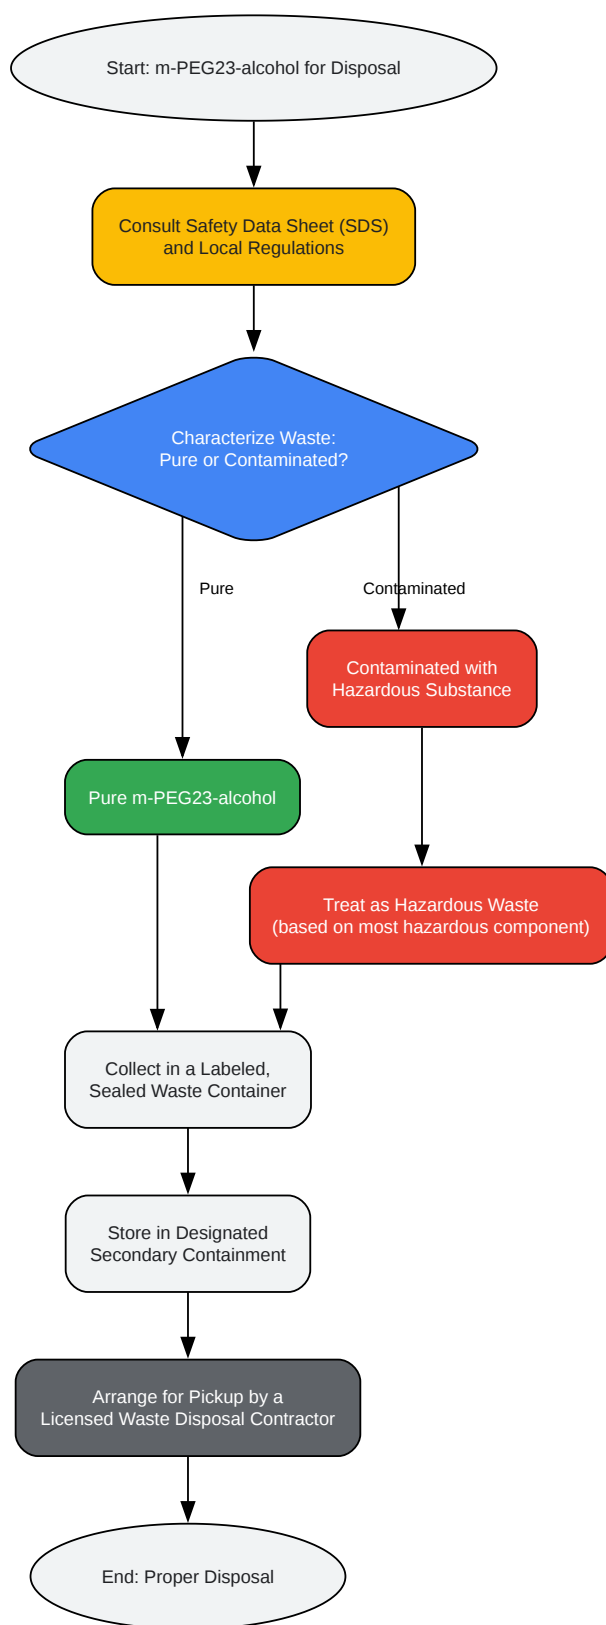 Start: m-PEG23-alcohol for Disposal
Consult Safety Data Sheet (SDS)
and Local Regulations
Characterize Waste:
Pure or Contaminated?
Pure
Contaminated
Contaminated with
Hazardous Substance
Pure m-PEG23-alcohol
Treat as Hazardous Waste
(based on most hazardous component)
Collect in a Labeled,
Sealed Waste Container
Store in Designated
Secondary Containment
Arrange for Pickup by a
Licensed Waste Disposal Contractor
End: Proper Disposal